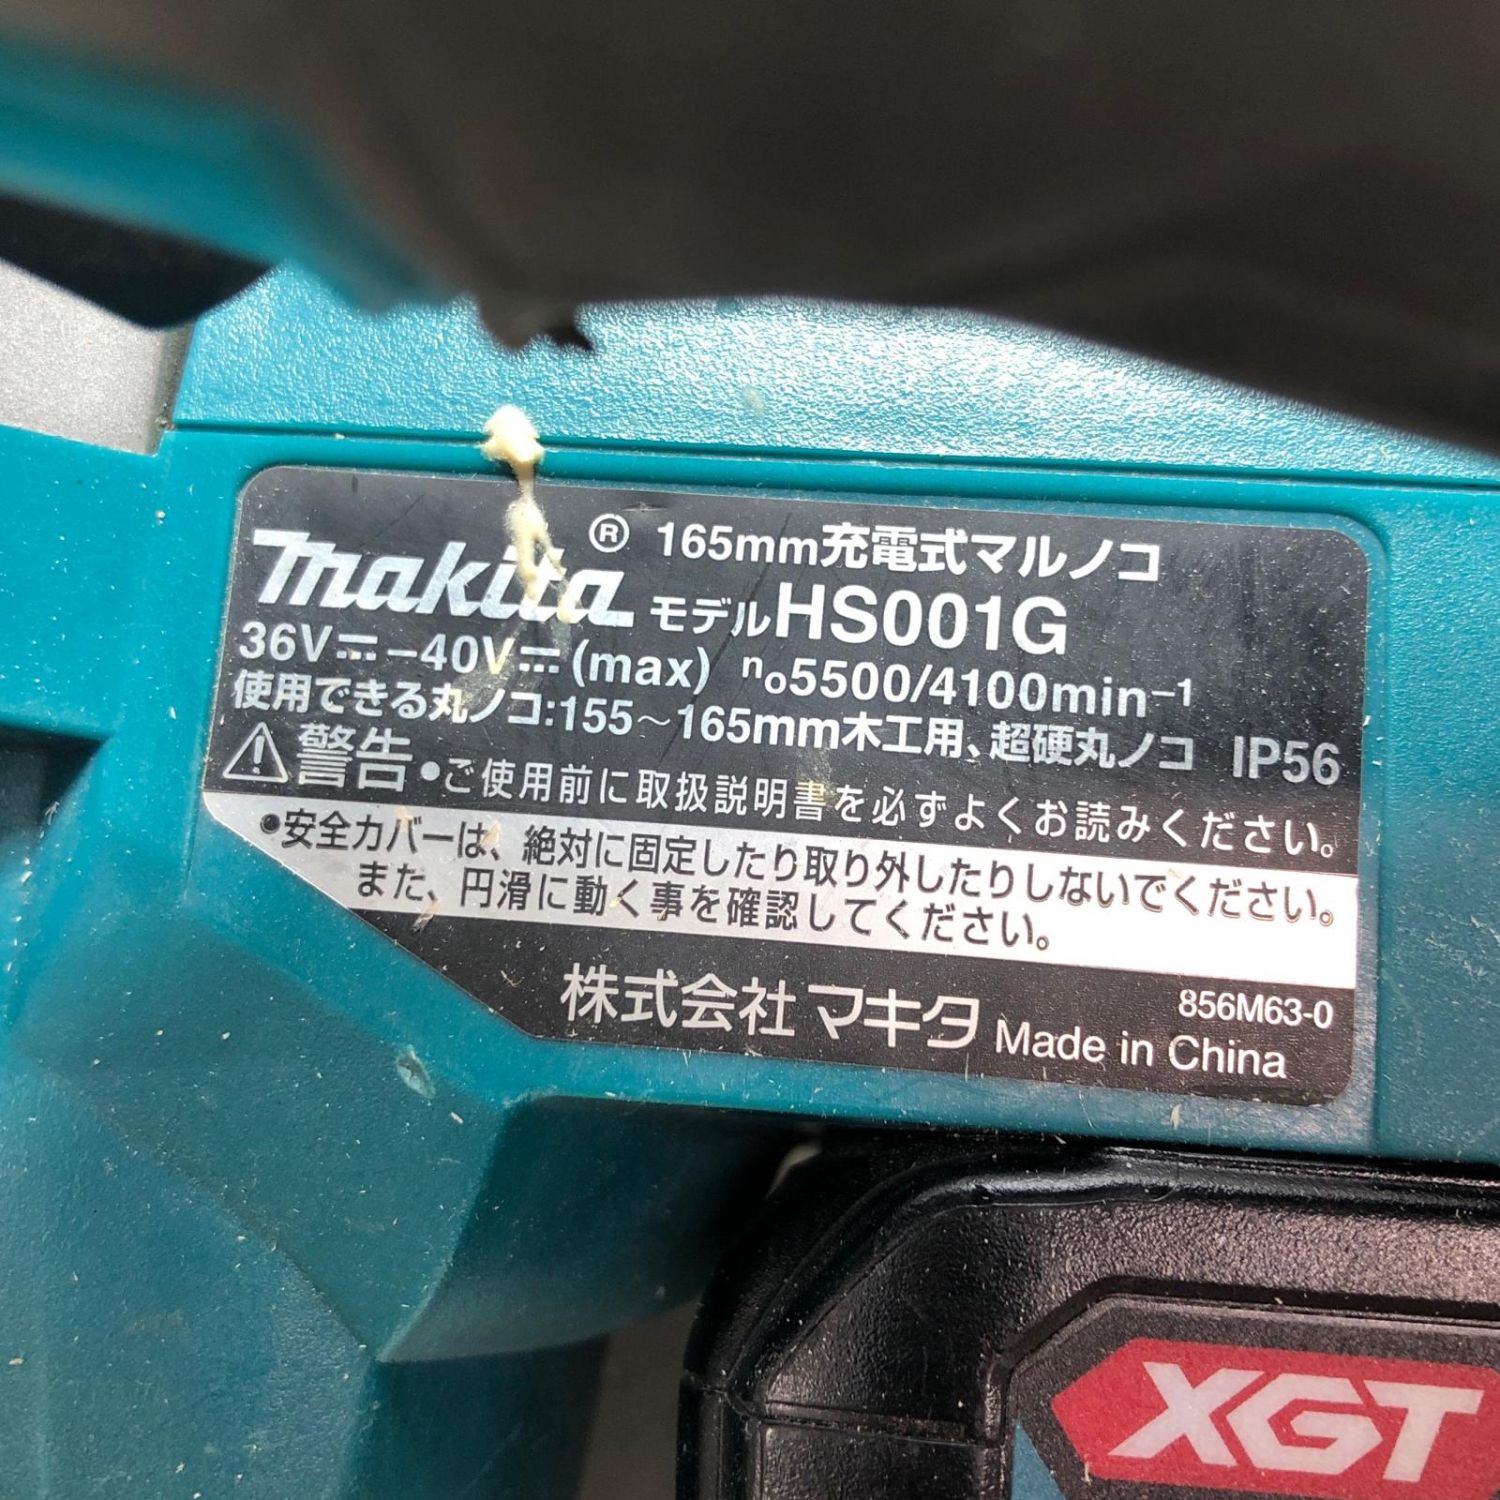 makita® 165mm充電式マルノコ
モデルHS001G
36V⎓–40V⎓(max) n₀5500/4100min⁻¹
使用できる丸ノコ:155～165mm木工用、超硬丸ノコ IP56
⚠警告 •ご使用前に取扱説明書を必ずよくお読みください。
•安全カバーは、絶対に固定したり取り外したりしないでください。
また、円滑に動く事を確認してください。
株式会社マキタ Made in China
856M63-0
XGT